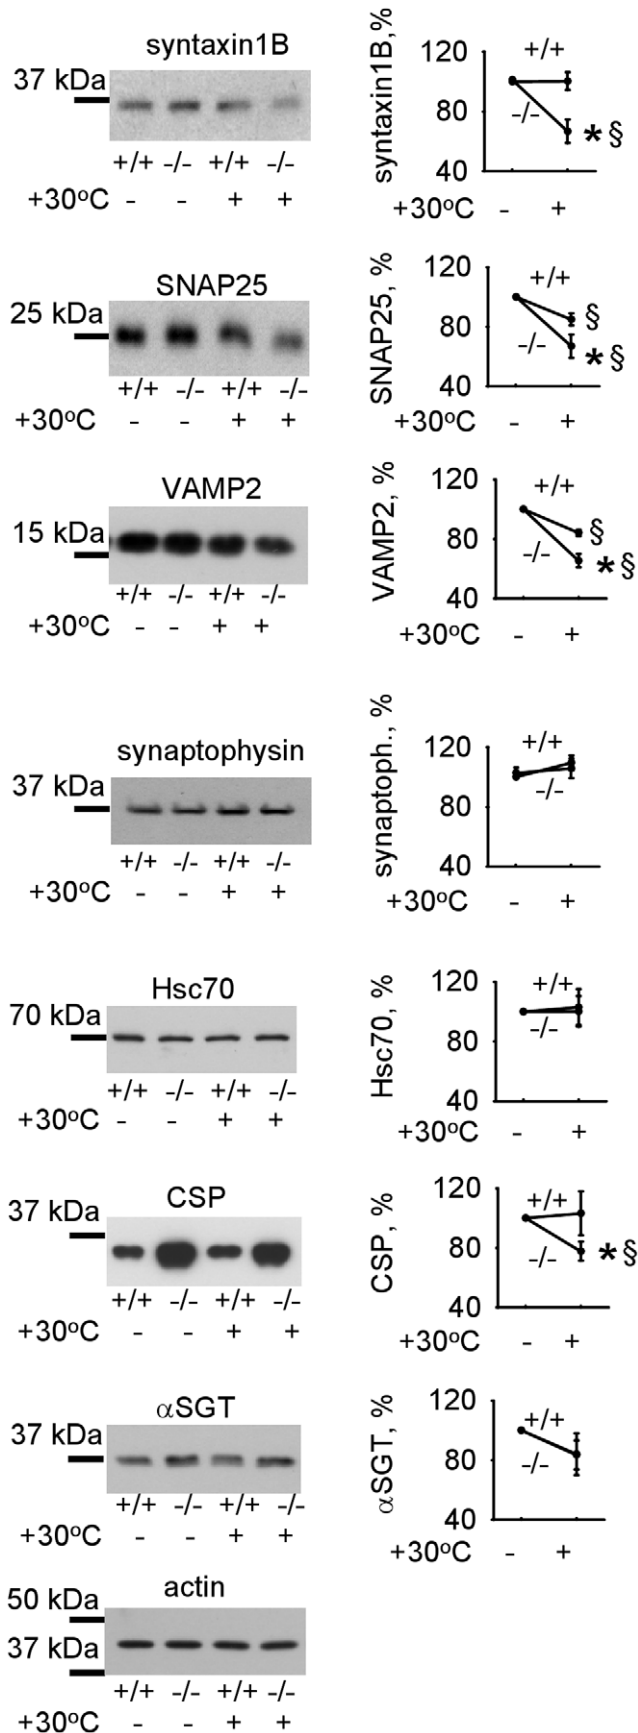 syntaxin1B
37 kDa
+/+ -/- +/+ -/-
+30°C - - + +
syntaxin1B,%
120
80
40
+/+
-/-
* §
+30°C - +
SNAP25
25 kDa
+/+ -/- +/+ -/-
+30°C - - + +
SNAP25, %
120
80
40
+/+
§
-/-
* §
+30°C - +
VAMP2
15 kDa
+/+ -/- +/+ -/-
+30°C - - + +
VAMP2, %
120
80
40
+/+
§
-/-
* §
+30°C - +
synaptophysin
37 kDa
+/+ -/- +/+ -/-
+30°C - - + +
synaptoph., %
120
80
40
+/+
-/-
+30°C - +
Hsc70
70 kDa
+/+ -/- +/+ -/-
+30°C - - + +
Hsc70, %
120
80
40
+/+
-/-
+30°C - +
CSP
37 kDa
+/+ -/- +/+ -/-
+30°C - - + +
CSP, %
120
80
40
+/+
-/-
* §
+30°C - +
αSGT
37 kDa
+/+ -/- +/+ -/-
+30°C - - + +
αSGT, %
120
80
40
+/+
-/-
+30°C - +
actin
50 kDa
37 kDa
+/+ -/- +/+ -/-
+30°C - - + +